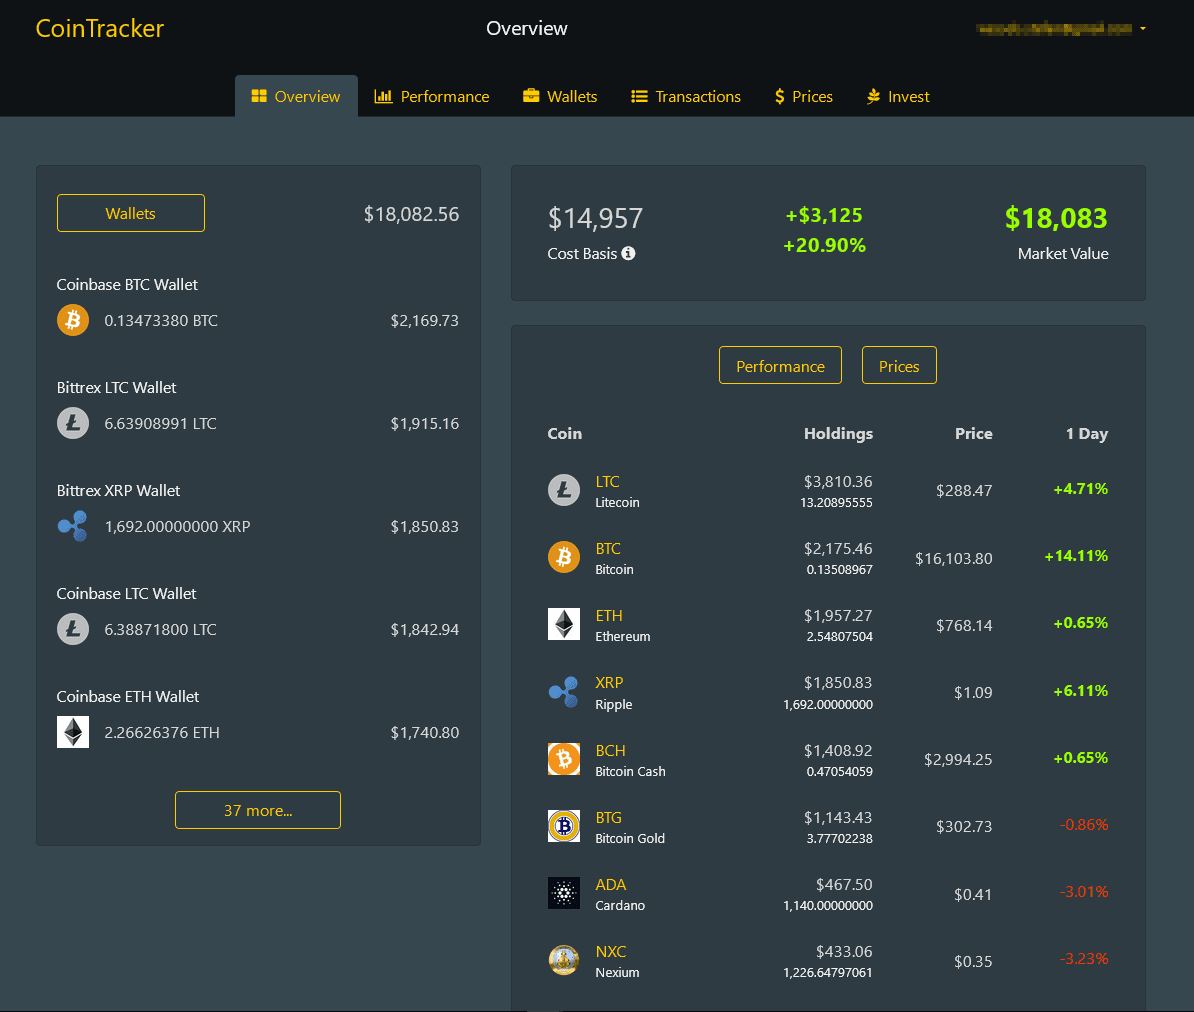 CoinTracker
Overview
Overview
Performance
Wallets
Transactions
Prices
Invest
Wallets
$18,082.56
Coinbase BTC Wallet
0.13473380 BTC
$2,169.73
Bittrex LTC Wallet
6.63908991 LTC
$1,915.16
Bittrex XRP Wallet
1,692.00000000 XRP
$1,850.83
Coinbase LTC Wallet
6.38871800 LTC
$1,842.94
Coinbase ETH Wallet
2.26626376 ETH
$1,740.80
37 more...
$14,957
Cost Basis
+$3,125
+20.90%
$18,083
Market Value
Performance
Prices
Coin Holdings Price 1 Day
LTC $3,810.36 $288.47 +4.71%
Litecoin 13.20895555
BTC $2,175.46 $16,103.80 +14.11%
Bitcoin 0.13508967
ETH $1,957.27 $768.14 +0.65%
Ethereum 2.54807504
XRP $1,850.83 $1.09 +6.11%
Ripple 1,692.00000000
BCH $1,408.92 $2,994.25 +0.65%
Bitcoin Cash 0.47054059
BTG $1,143.43 $302.73 -0.86%
Bitcoin Gold 3.77702238
ADA $467.50 $0.41 -3.01%
Cardano 1,140.00000000
NXC $433.06 $0.35 -3.23%
Nexium 1,226.64797061